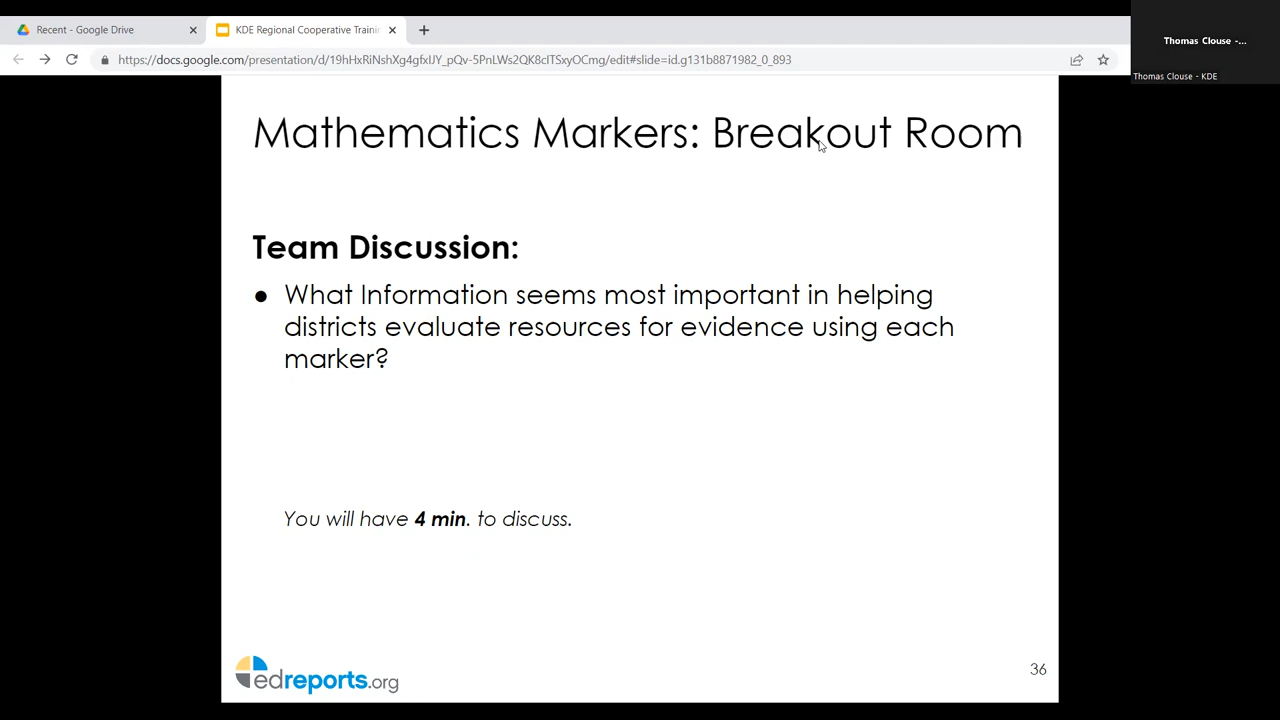 Recent - Google Drive
KDE Regional Cooperative Trainin
https://docs.google.com/presentation/d/19hHxRiNshXg4gfxIJY_pQv-5PnLWs2QK8cITSxyOCmg/edit#slide=id.g131b8871982_0_893
Thomas Clouse -...
Thomas Clouse - KDE
Mathematics Markers: Breakout Room
Team Discussion:
● What Information seems most important in helping
districts evaluate resources for evidence using each
marker?
You will have 4 min. to discuss.
edreports.org
36